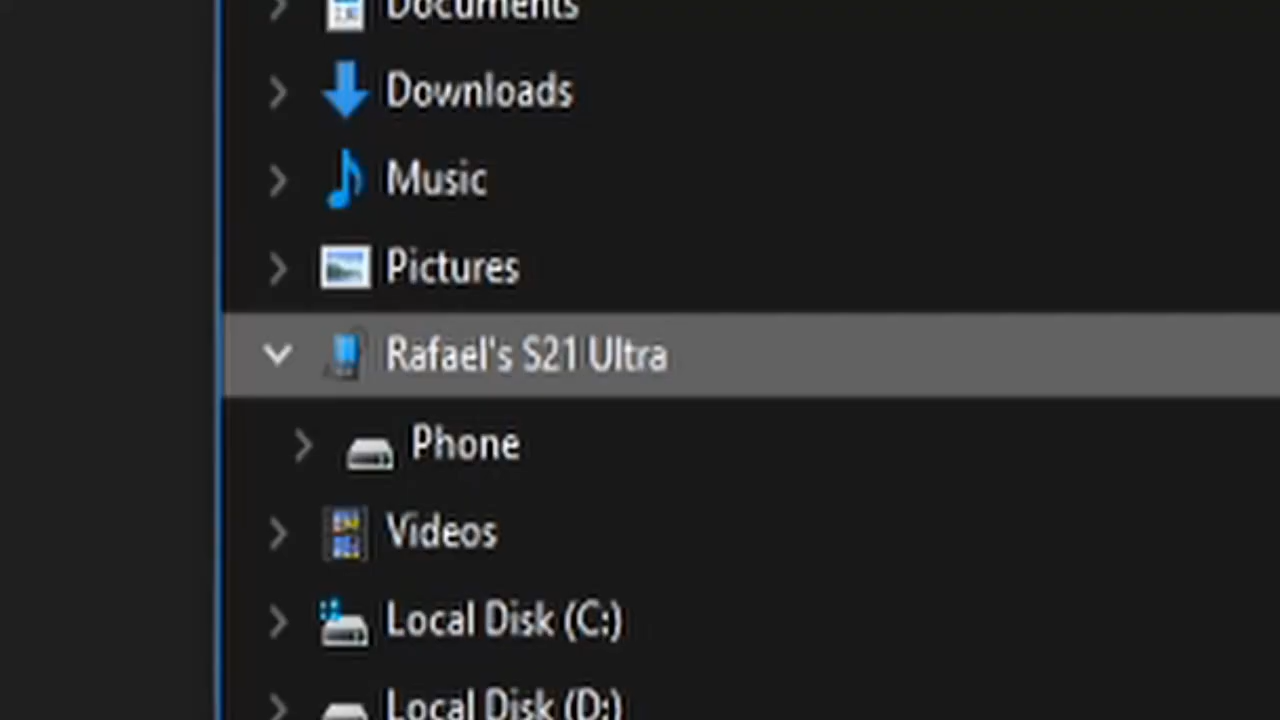 Documents
Downloads
Music
Pictures
Rafael's S21 Ultra
Phone
Videos
Local Disk (C:)
Local Disk (D:)